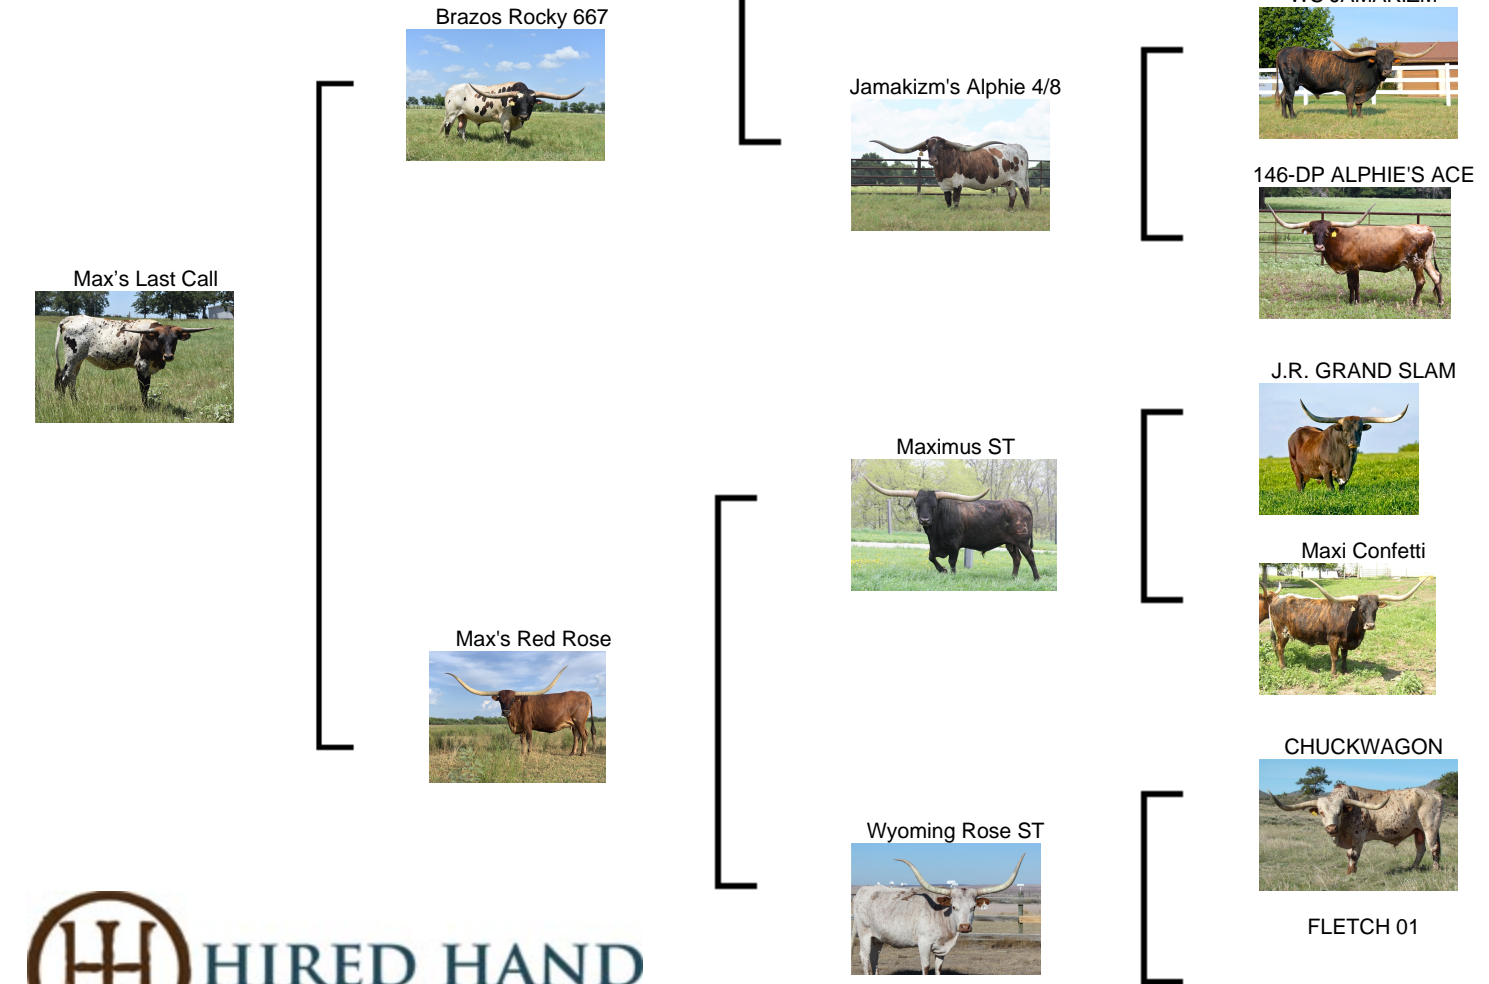 Brazos Rocky 667
Jamakizm's Alphie 4/8
146-DP ALPHIE'S ACE
Max’s Last Call
J.R. GRAND SLAM
Maximus ST
Maxi Confetti
Max's Red Rose
CHUCKWAGON
Wyoming Rose ST
FLETCH 01
HIRED HAND